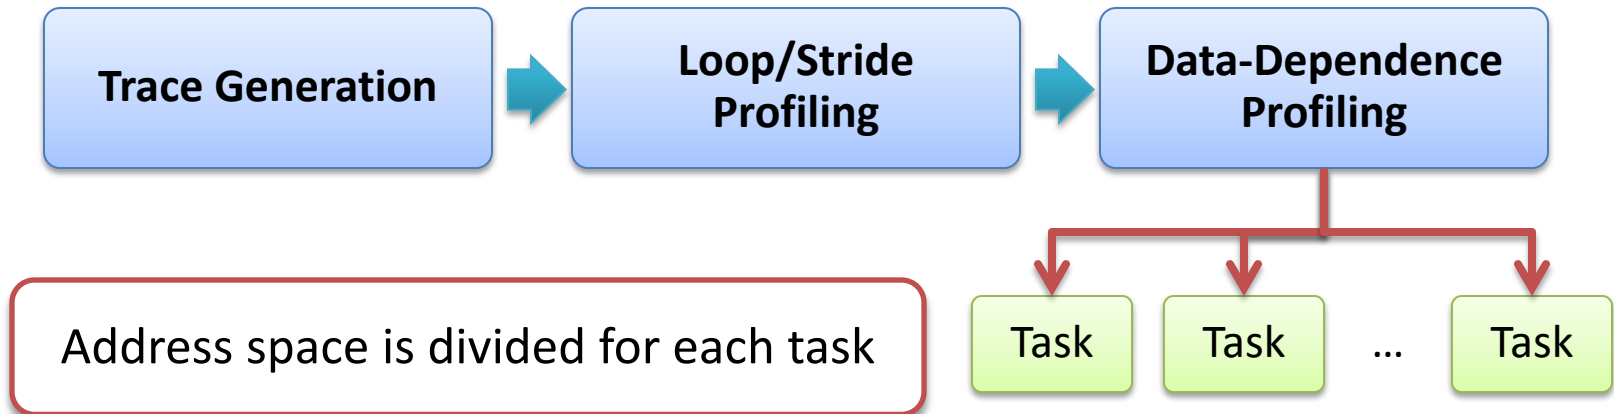 Trace Generation
Loop/Stride
Profiling
Data-Dependence
Profiling
Address space is divided for each task
Task
Task
...
Task